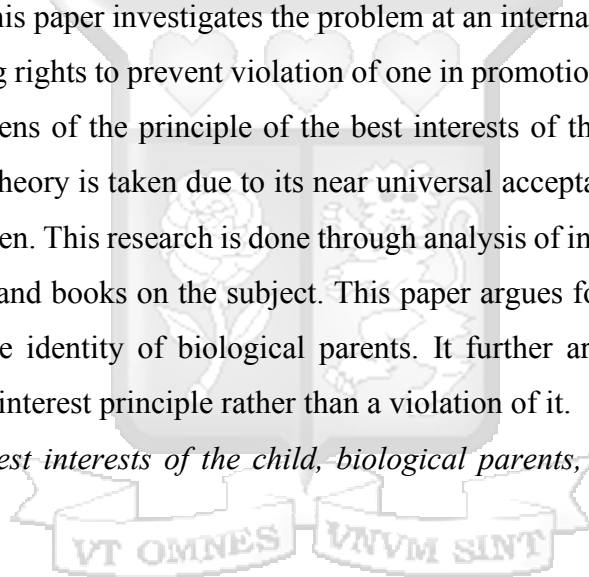 his paper investigates the problem at an interna
g rights to prevent violation of one in promotio
ens of the principle of the best interests of th
heory is taken due to its near universal accepta
en. This research is done through analysis of in
and books on the subject. This paper argues fo
e identity of biological parents. It further ar
interest principle rather than a violation of it.
est interests of the child, biological parents,
VT OMNES VNVM SINT